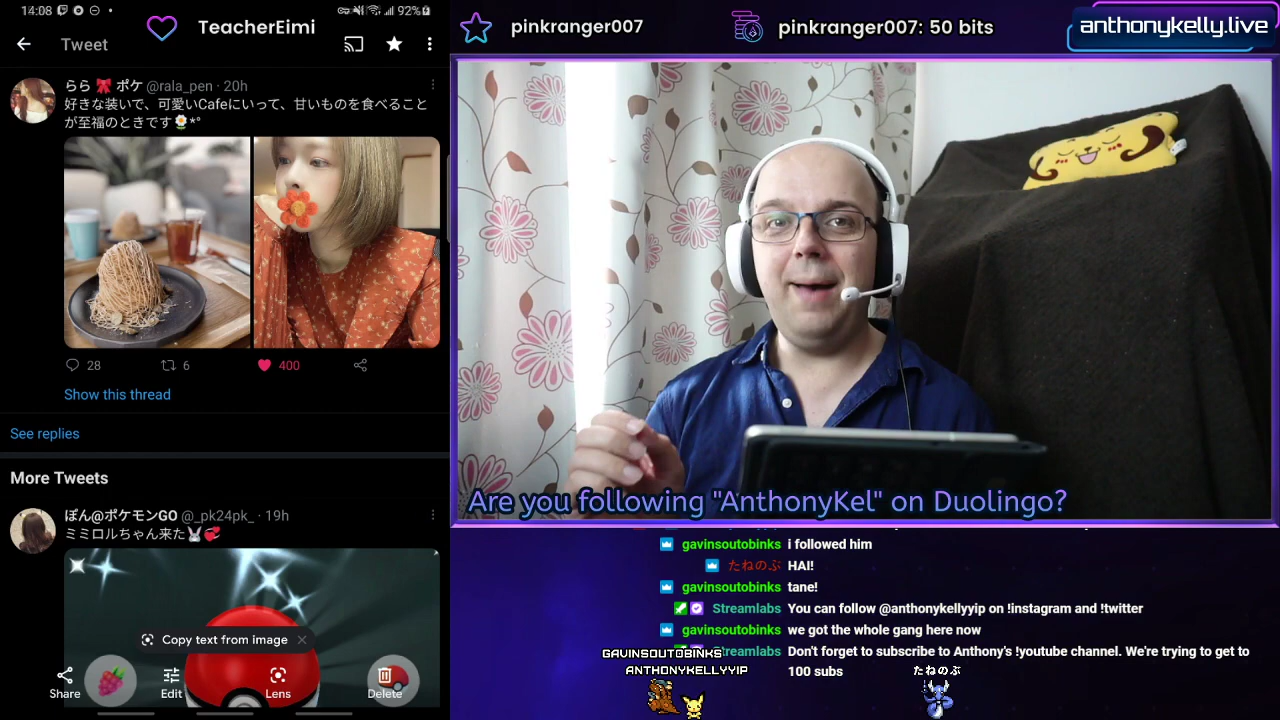 14:08
92%
TeacherEimi
Tweet
らら🎀ポケ @rala_pen · 20h
好きな装いで、可愛いCafeにいって、甘いものを食べること
が至福のときです🌼*°
28
6
400
Show this thread
See replies
More Tweets
ぽん@ポケモンGO @_pk24pk_ · 19h
ミミロルちゃん来た🐰💞
Copy text from image
Share
Edit
Lens
Delete
pinkranger007
pinkranger007: 50 bits
anthonykelly.live
Are you following "AnthonyKel" on Duolingo?
gavinsoutobinks i followed him
たねのぶ HAI!
gavinsoutobinks tane!
Streamlabs You can follow @anthonykellyyip on !instagram and !twitter
gavinsoutobinks we got the whole gang here now
Streamlabs Don't forget to subscribe to Anthony's !youtube channel. We're trying to get to
100 subs
GAVINSOUTOBINKS
ANTHONYKELLYYIP
たねのぶ